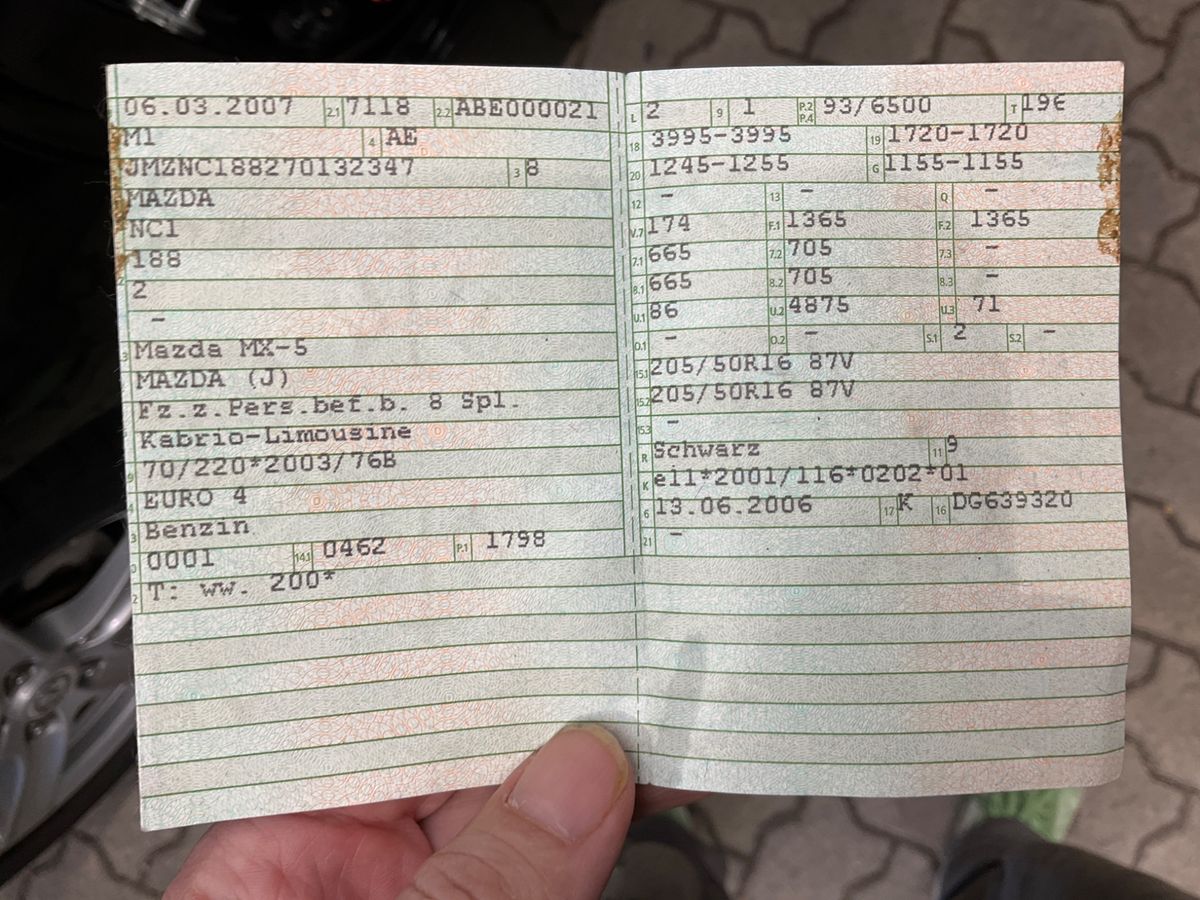 06.03.2007 2.1 7118 2.2 ABE000021
M1 4 AE
JMZNC188270132347 3 8
MAZDA
NC1
188
2
–
3 Mazda MX-5
MAZDA (J)
Fz.z.Pers.bef.b. 8 Spl.
Kabrio-Limousine
9 70/220*2003/76B
4 EURO 4
3 Benzin
0001 14.1 0462 P.1 1798
2 T: ww. 200*
L 2 9 1 P.2 P.4 93/6500 T 19€
18 3995-3995 19 1720-1720
20 1245-1255 G 1155-1155
12 – 13 – Q –
V.7 174 F.1 1365 F.2 1365
7.1 665 7.2 705 7.3 –
8.1 665 8.2 705 8.3 –
U.1 86 U.2 4875 U.3 71
O.1 – O.2 – S.1 2 S.2 –
15.1 205/50R16 87V
15.2 205/50R16 87V
15.3 –
R Schwarz 11 9
K e11*2001/116*0202*01
6 13.06.2006 17 K 16 DG639320
21 –